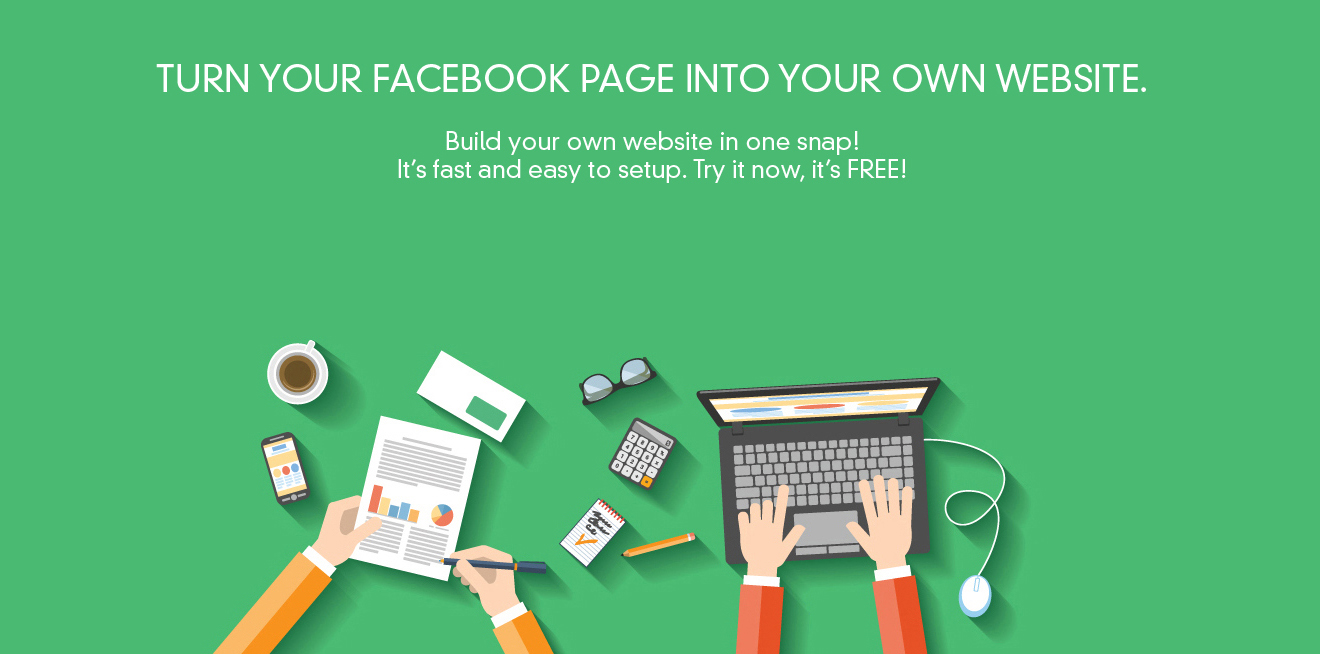 TURN YOUR FACEBOOK PAGE INTO YOUR OWN WEBSITE.
Build your own website in one snap!
It's fast and easy to setup. Try it now, it's FREE!